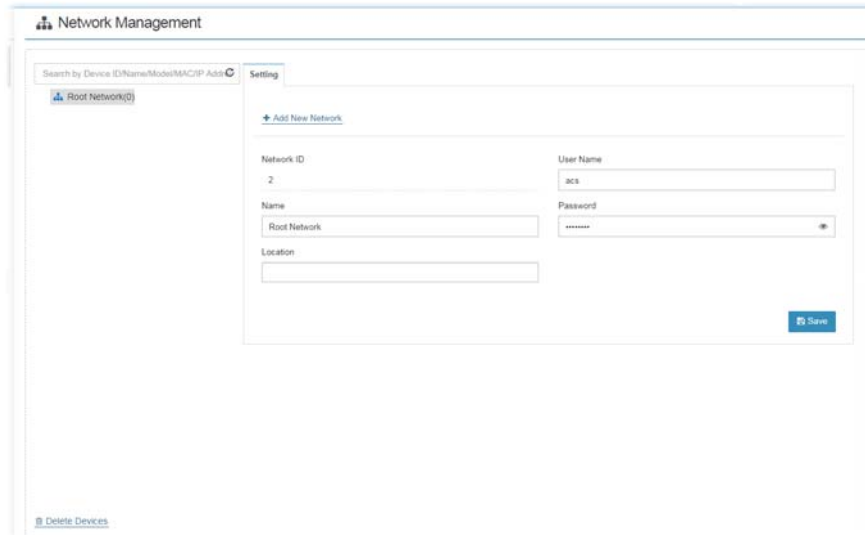 Network Management
Search by Device ID/Name/Model/MAC/IP Addr
Root Network(0)
Setting
+ Add New Network
Network ID
2
User Name
acs
Name
Root Network
Password
••••••••
Location
Save
Delete Devices